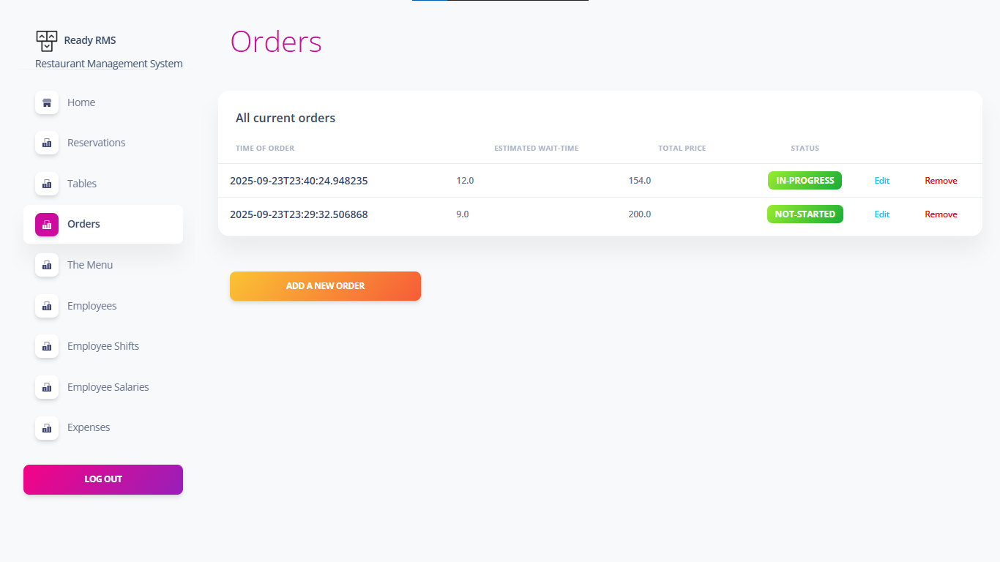 Ready RMS
Restaurant Management System
Home
Reservations
Tables
Orders
The Menu
Employees
Employee Shifts
Employee Salaries
Expenses
LOG OUT
Orders
All current orders
TIME OF ORDER ESTIMATED WAIT-TIME TOTAL PRICE STATUS
2025-09-23T23:40:24.948235 12.0 154.0 IN-PROGRESS Edit Remove
2025-09-23T23:29:32.506868 9.0 200.0 NOT-STARTED Edit Remove
ADD A NEW ORDER